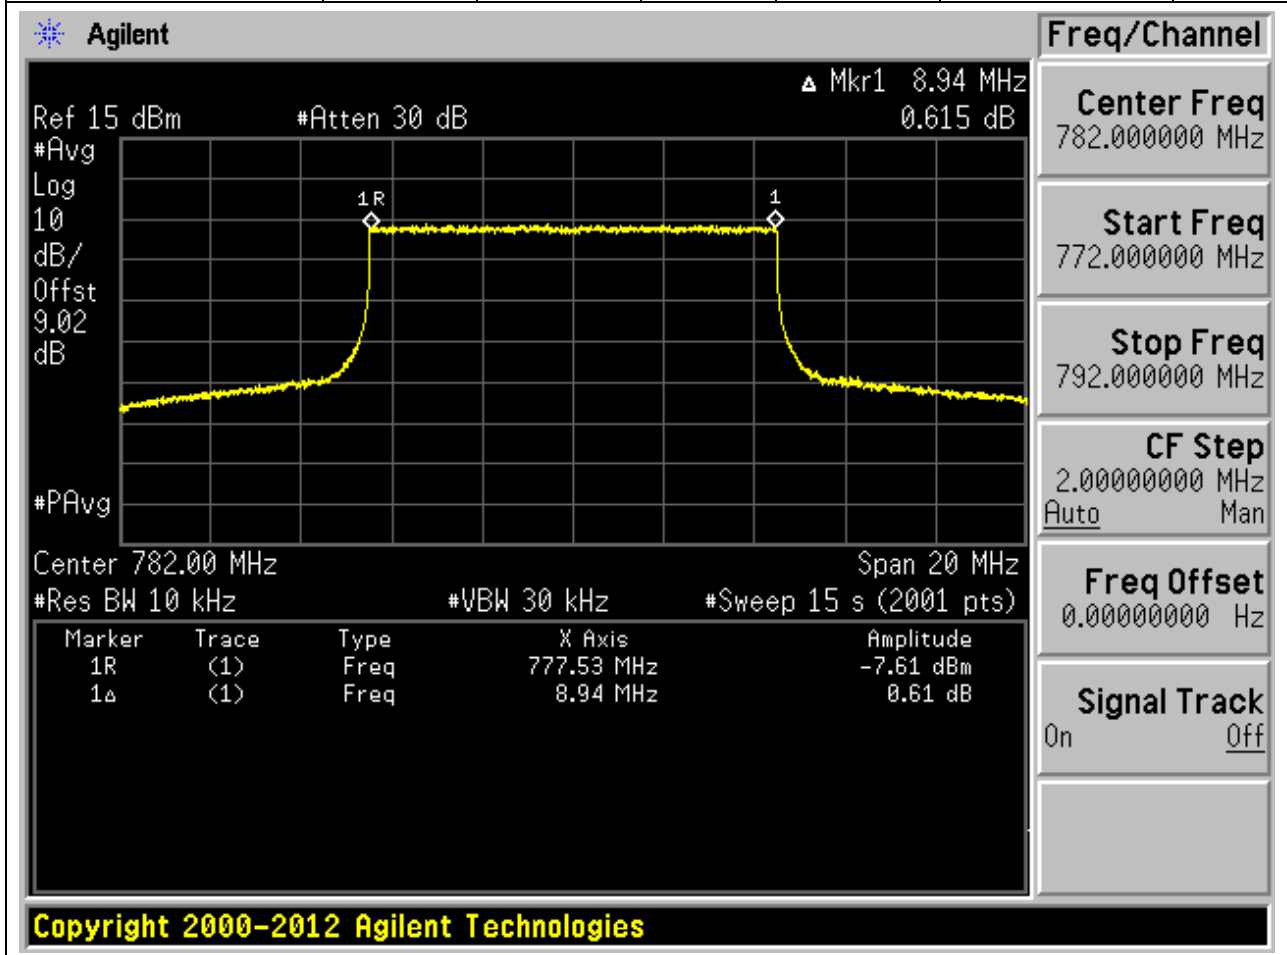 Agilent
Freq/Channel
▵ Mkr1 8.94 MHz
Ref 15 dBm #Atten 30 dB 0.615 dB
#Avg
Log
10
dB/
Offst
9.02
dB
1R 1
#PAvg
Center 782.00 MHz Span 20 MHz
#Res BW 10 kHz #VBW 30 kHz #Sweep 15 s (2001 pts)
Marker Trace Type X Axis Amplitude
1R (1) Freq 777.53 MHz -7.61 dBm
1▵ (1) Freq 8.94 MHz 0.61 dB
Center Freq
782.000000 MHz
Start Freq
772.000000 MHz
Stop Freq
792.000000 MHz
CF Step
2.00000000 MHz
Auto Man
Freq Offset
0.00000000 Hz
Signal Track
On Off
Copyright 2000-2012 Agilent Technologies